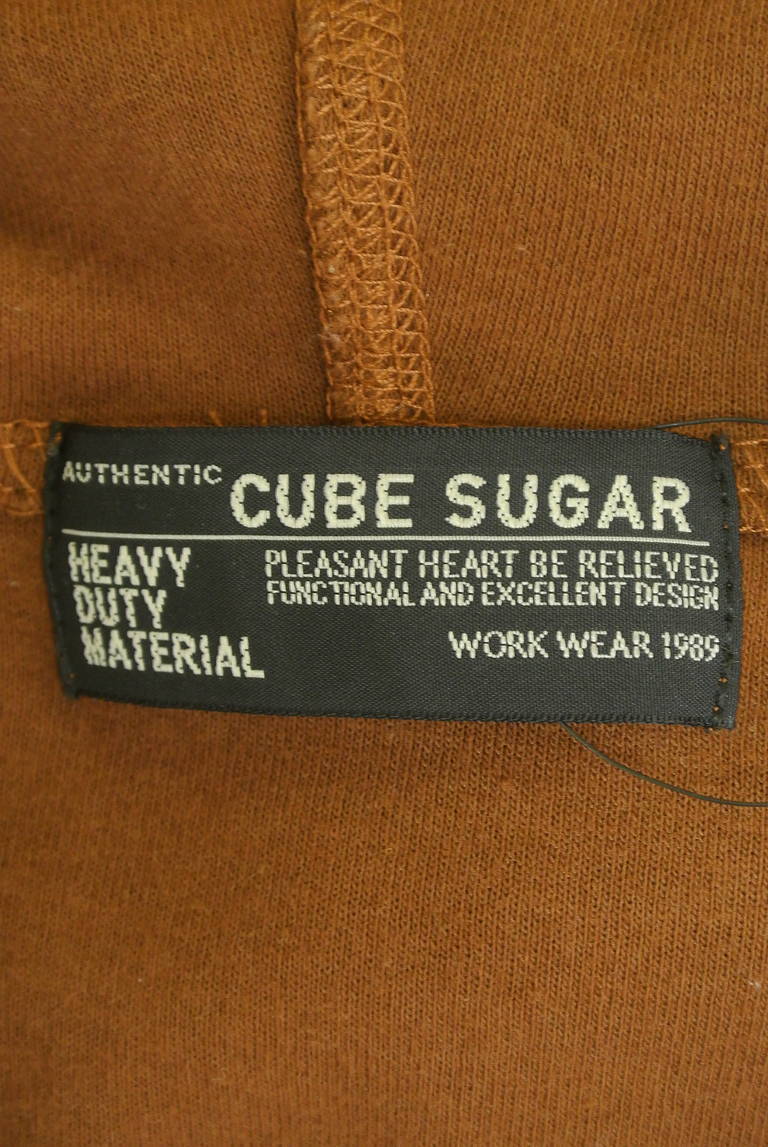 AUTHENTIC CUBE SUGAR
HEAVY
DUTY
MATERIAL
PLEASANT HEART BE RELIEVED
FUNCTIONAL AND EXCELLENT DESIGN
WORK WEAR 1989